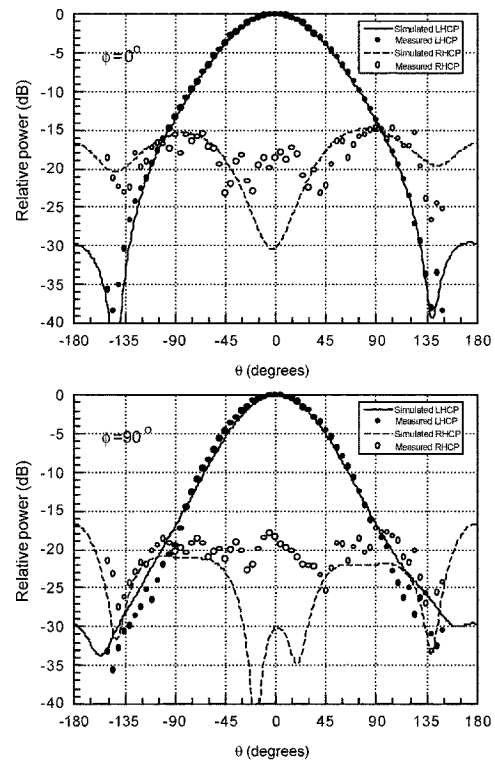 0
-5
-10
-15
-20
-25
-30
-35
-40
Relative power (dB)
ϕ=0°
Simulated LHCP
Measured LHCP
Simulated RHCP
Measured RHCP
-180 -135 -90 -45 0 45 90 135 180
θ (degrees)
0
-5
-10
-15
-20
-25
-30
-35
-40
Relative power (dB)
ϕ=90°
Simulated LHCP
Measured LHCP
Simulated RHCP
Measured RHCP
-180 -135 -90 -45 0 45 90 135 180
θ (degrees)